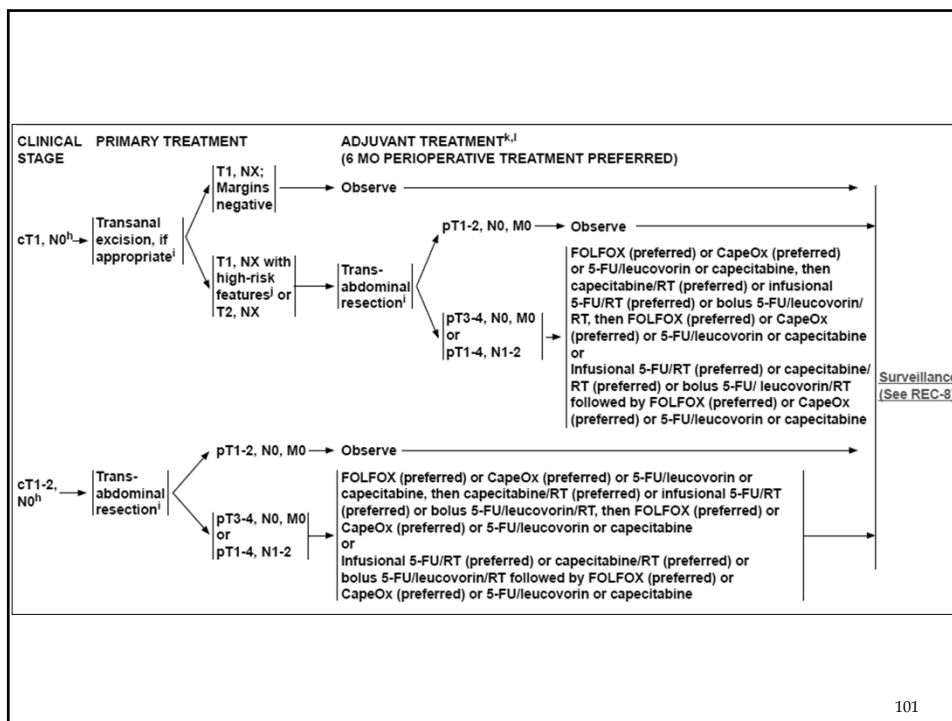 CLINICAL STAGE
PRIMARY TREATMENT
ADJUVANT TREATMENTk,l
(6 MO PERIOPERATIVE TREATMENT PREFERRED)
cT1, N0h
Transanal
excision, if
appropriatei
T1, NX;
Margins
negative
Observe
T1, NX with
high-risk
featuresj or
T2, NX
Trans-
abdominal
resectioni
pT1-2, N0, M0
Observe
pT3-4, N0, M0
or
pT1-4, N1-2
FOLFOX (preferred) or CapeOx (preferred)
or 5-FU/leucovorin or capecitabine, then
capecitabine/RT (preferred) or infusional
5-FU/RT (preferred) or bolus 5-FU/leucovorin/
RT, then FOLFOX (preferred) or CapeOx
(preferred) or 5-FU/leucovorin or capecitabine
or
Infusional 5-FU/RT (preferred) or capecitabine/
RT (preferred) or bolus 5-FU/ leucovorin/RT
followed by FOLFOX (preferred) or CapeOx
(preferred) or 5-FU/leucovorin or capecitabine
Surveillance
(See REC-8)
cT1-2,
N0h
Trans-
abdominal
resectioni
pT1-2, N0, M0
Observe
pT3-4, N0, M0
or
pT1-4, N1-2
FOLFOX (preferred) or CapeOx (preferred) or 5-FU/leucovorin or
capecitabine, then capecitabine/RT (preferred) or infusional 5-FU/RT
(preferred) or bolus 5-FU/leucovorin/RT, then FOLFOX (preferred) or
CapeOx (preferred) or 5-FU/leucovorin or capecitabine
or
Infusional 5-FU/RT (preferred) or capecitabine/RT (preferred) or
bolus 5-FU/leucovorin/RT followed by FOLFOX (preferred) or
CapeOx (preferred) or 5-FU/leucovorin or capecitabine
101